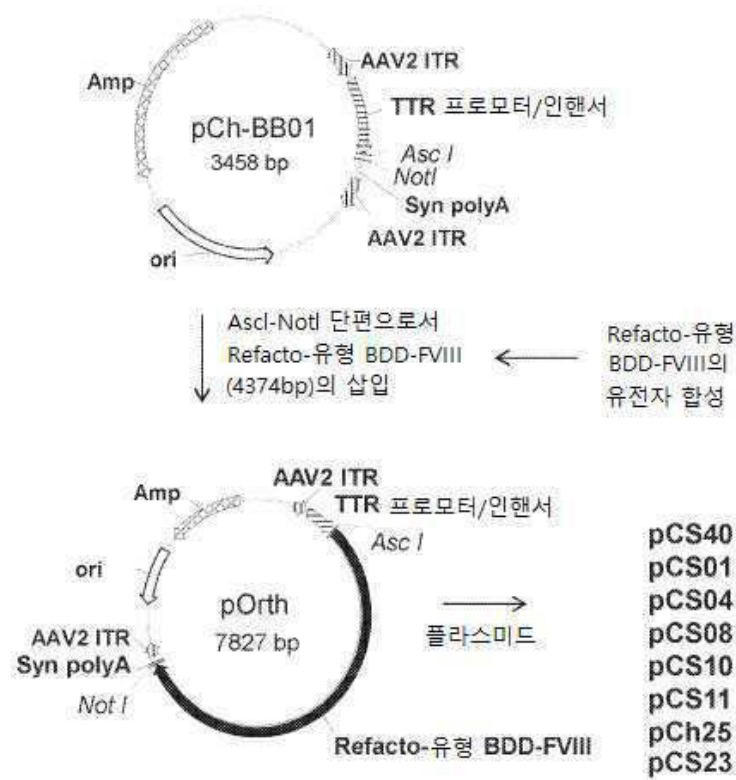 AAV2 ITR
Amp
TTR 프로모터/인핸서
pCh-BB01
3458 bp
Asc I
NotI
Syn polyA
AAV2 ITR
ori
AscI-NotI 단편으로서
Refacto-유형 BDD-FVIII
(4374bp)의 삽입
Refacto-유형
BDD-FVIII의
유전자 합성
AAV2 ITR
Amp
TTR 프로모터/인핸서
Asc I
ori
pOrth
7827 bp
AAV2 ITR
Syn polyA
Not I
Refacto-유형 BDD-FVIII
플라스미드
pCS40
pCS01
pCS04
pCS08
pCS10
pCS11
pCh25
pCS23